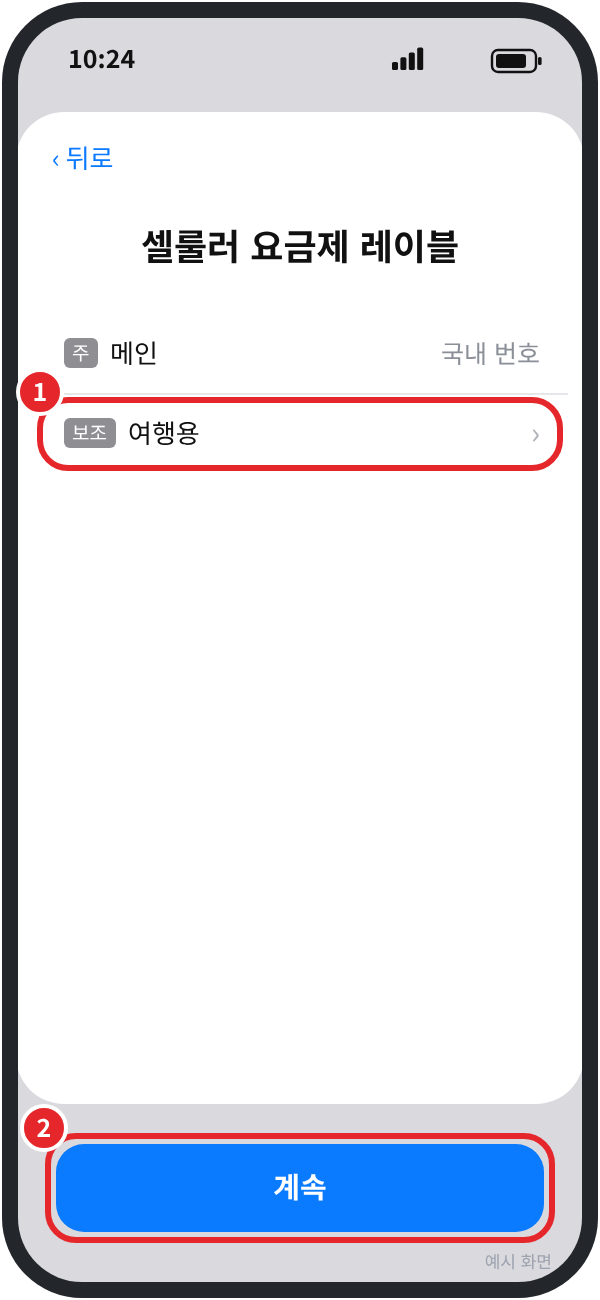 10:24
‹ 뒤로
셀룰러 요금제 레이블
주 메인 국내 번호
1
보조 여행용 ›
2
계속
예시 화면